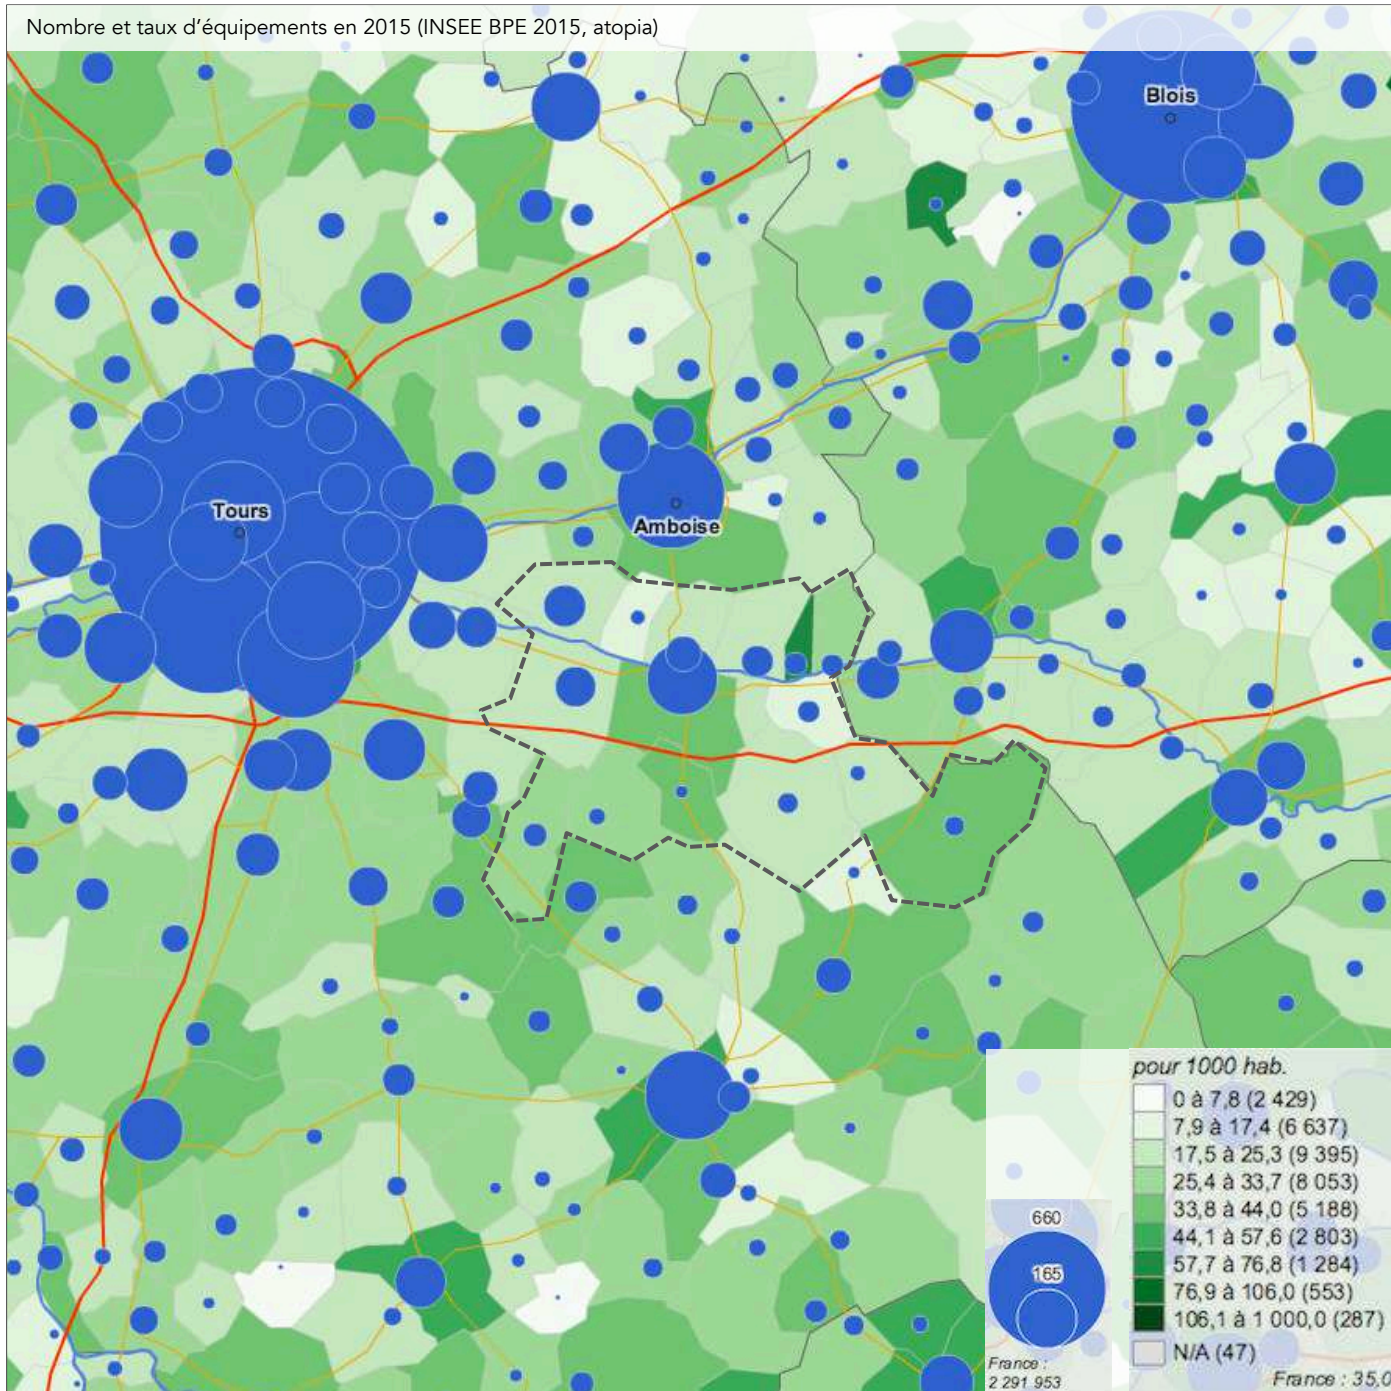 Nombre et taux d'équipements en 2015 (INSEE BPE 2015, atopia)
Blois
Tours
Amboise
pour 1000 hab.
0 à 7,8 (2 429)
7,9 à 17,4 (6 637)
17,5 à 25,3 (9 395)
25,4 à 33,7 (8 053)
33,8 à 44,0 (5 188)
44,1 à 57,6 (2 803)
57,7 à 76,8 (1 284)
76,9 à 106,0 (553)
106,1 à 1 000,0 (287)
N/A (47)
660
165
France :
2 291 953
France : 35,0